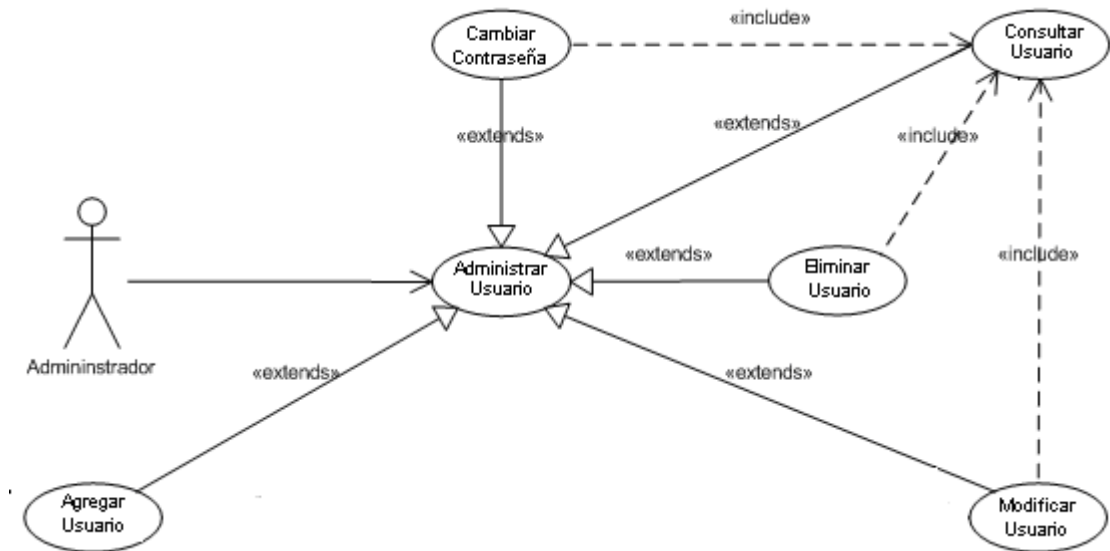 Cambiar
Contraseña
«include»
Consultar
Usuario
«extends»
«extends»
«include»
Administrar
Usuario
«extends»
Eliminar
Usuario
«include»
Admininstrador
«extends»
«extends»
Agregar
Usuario
Modificar
Usuario